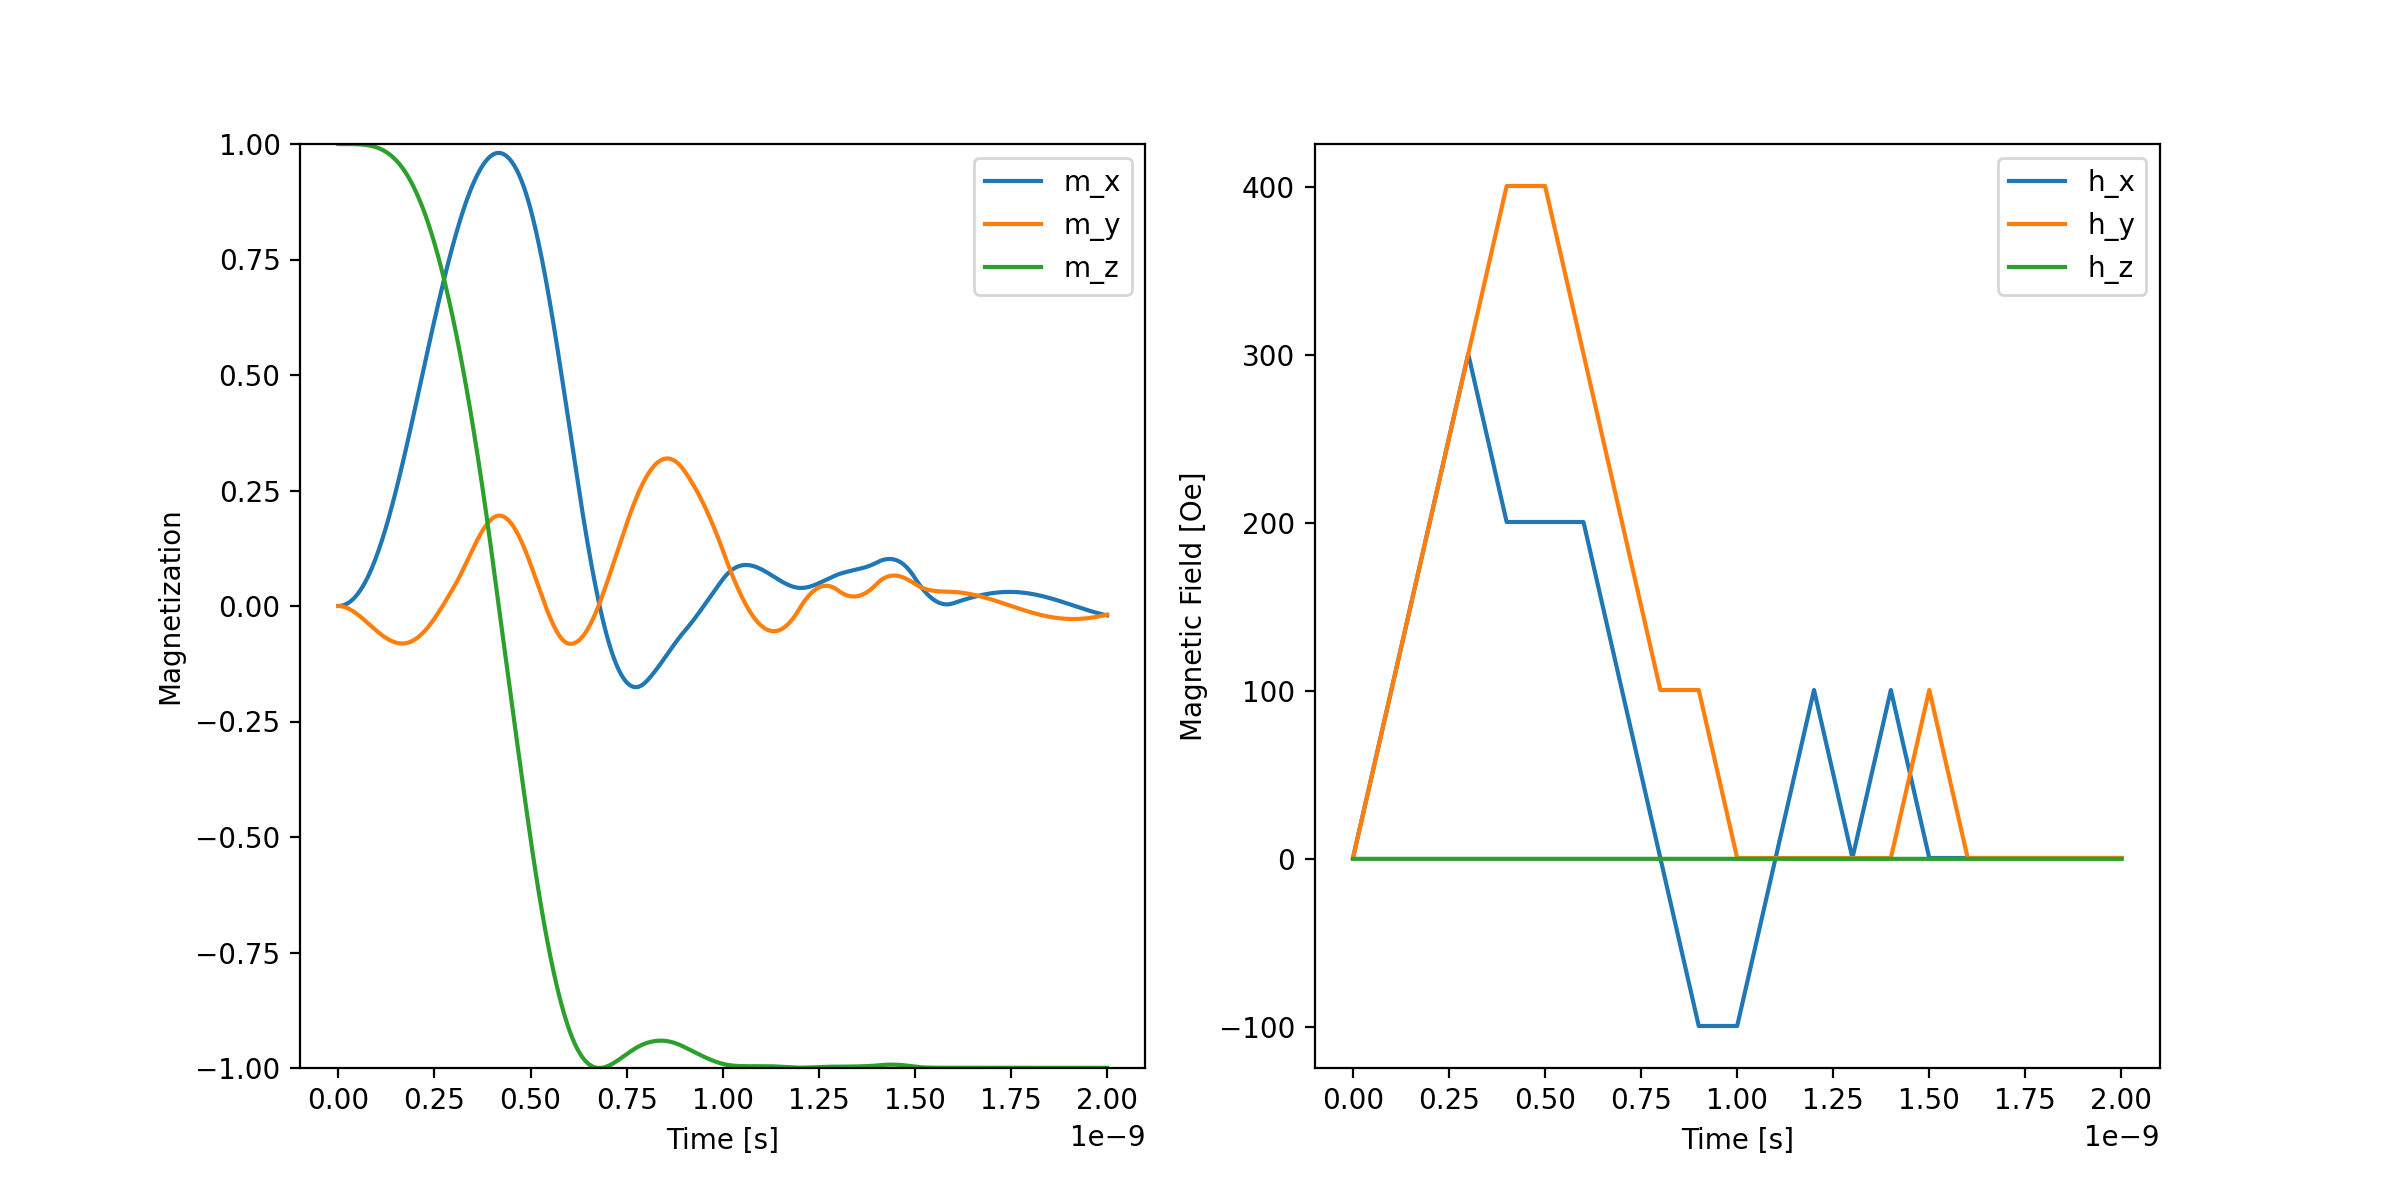 Magnetization
1.00
0.75
0.50
0.25
0.00
−0.25
−0.50
−0.75
−1.00
m_x
m_y
m_z
0.00 0.25 0.50 0.75 1.00 1.25 1.50 1.75 2.00
Time [s]
1e−9
Magnetic Field [Oe]
400
300
200
100
0
−100
h_x
h_y
h_z
0.00 0.25 0.50 0.75 1.00 1.25 1.50 1.75 2.00
Time [s]
1e−9